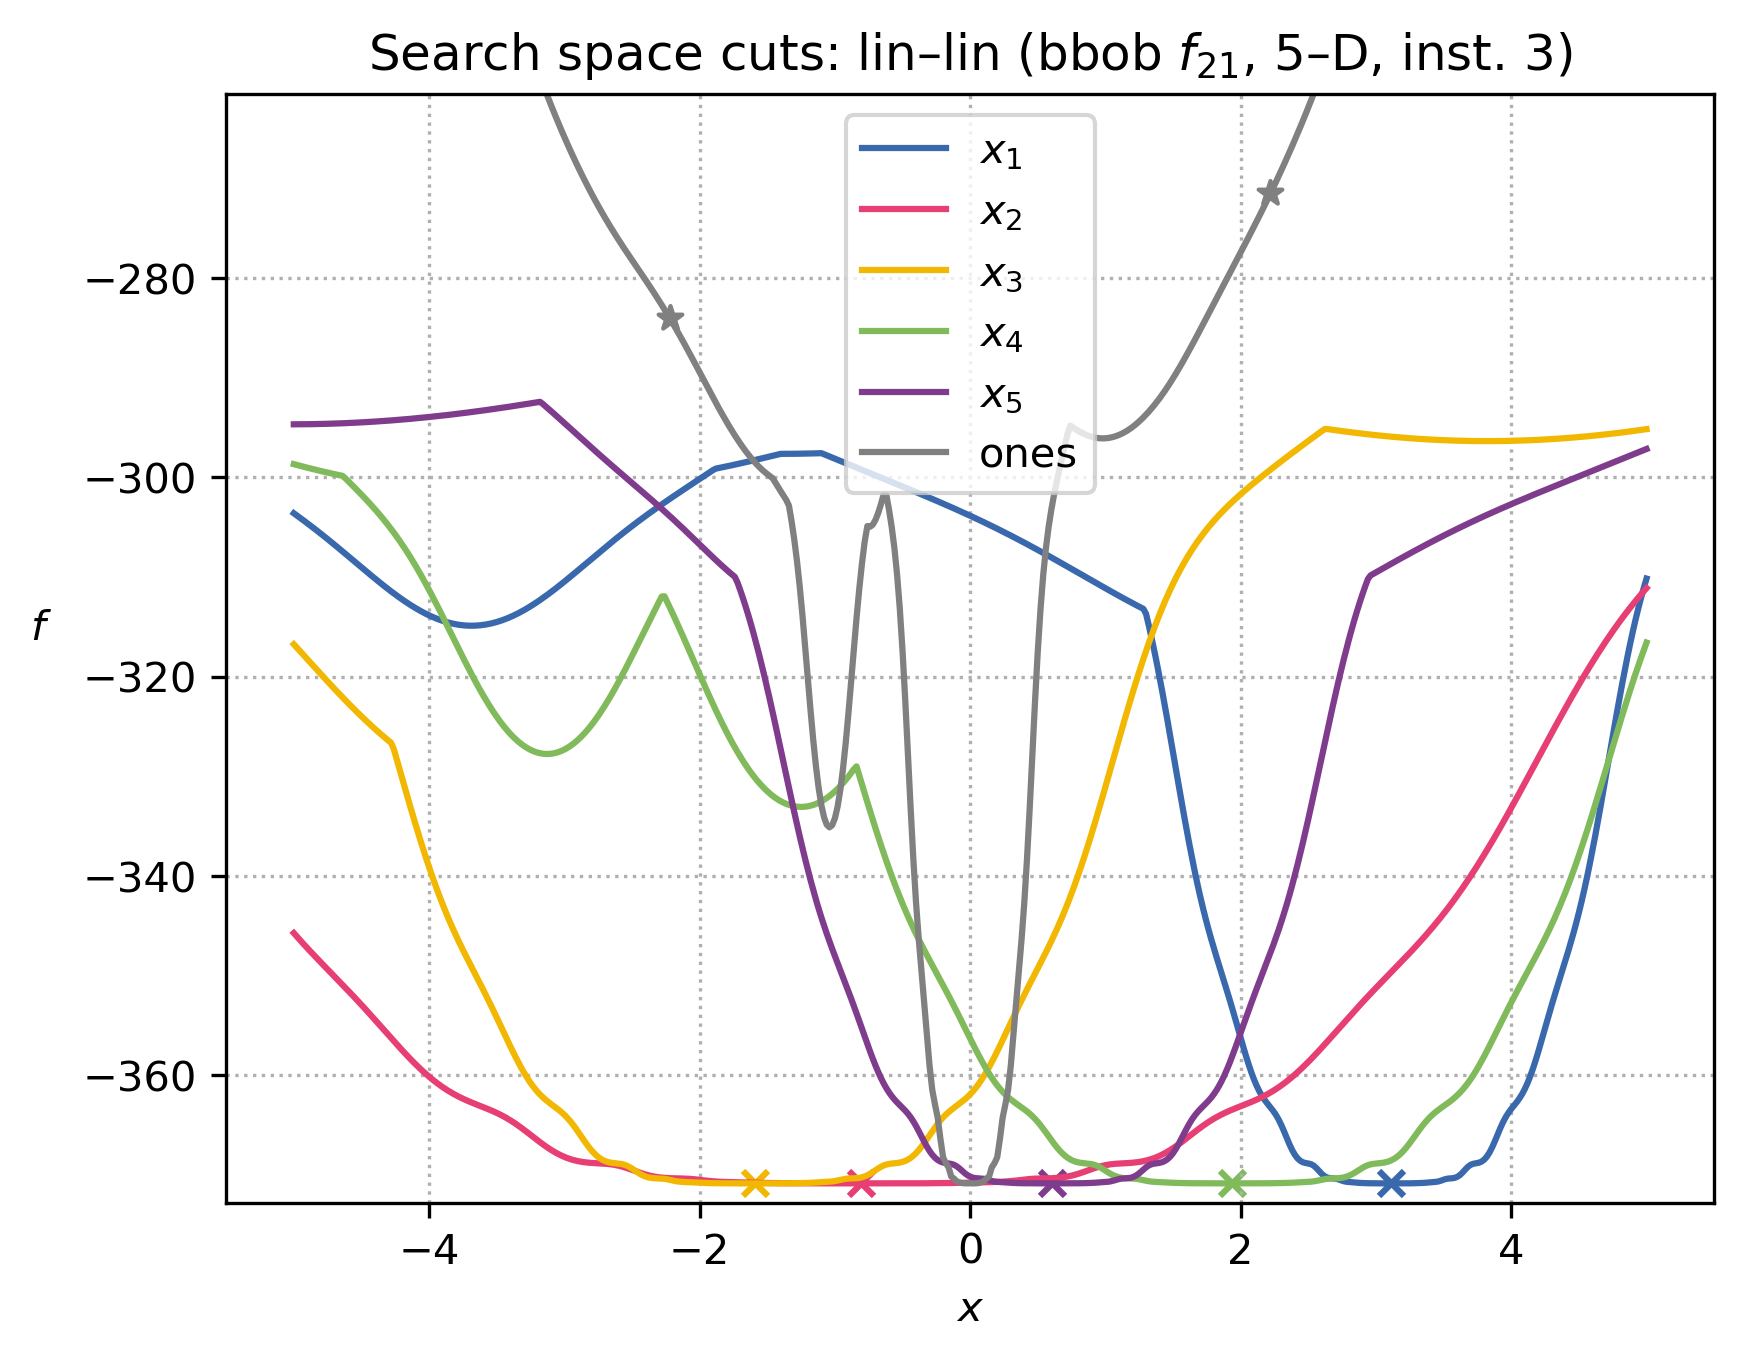 Search space cuts: lin–lin (bbob f₂₁, 5–D, inst. 3)
x₁
x₂
x₃
x₄
x₅
ones
−280
−300
−320
−340
−360
f
−4 −2 0 2 4
x